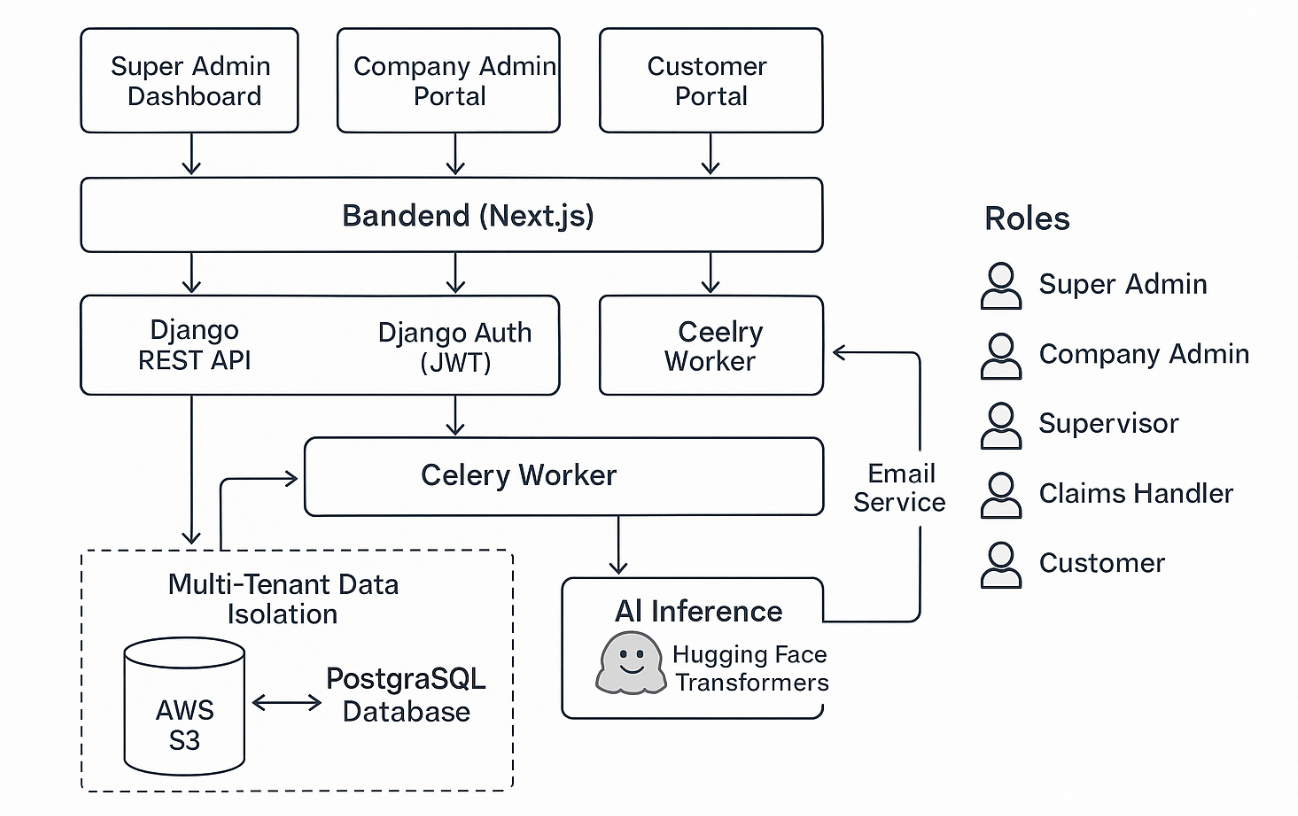 Super Admin
Dashboard
Company Admin
Portal
Customer
Portal
Bandend (Next.js)
Django
REST API
Django Auth
(JWT)
Ceelry
Worker
Celery Worker
Email
Service
Multi-Tenant Data
Isolation
AWS
S3
PostgraSQL
Database
AI Inference
Hugging Face
Transformers
Roles
Super Admin
Company Admin
Supervisor
Claims Handler
Customer